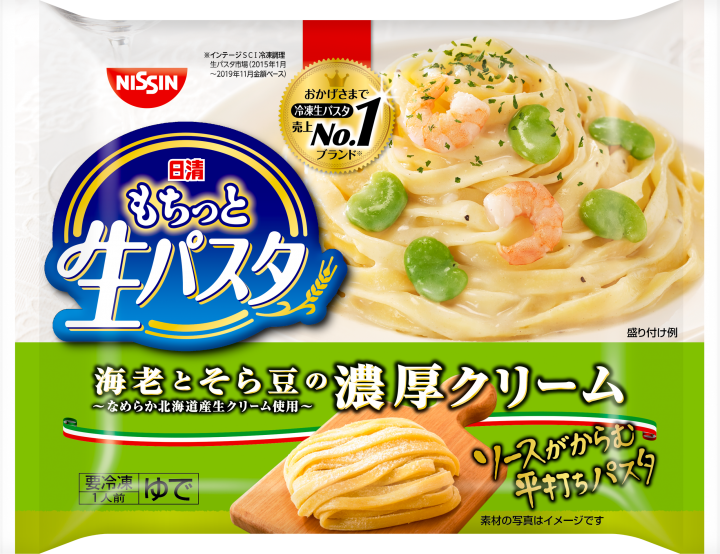 ※インテージSCI冷凍調理
生パスタ市場(2015年1月
～2019年11月金額ベース)
NISSIN
おかげさまで
冷凍生パスタ
売上No.1
ブランド※
日清
もちっと
生パスタ
盛り付け例
海老とそら豆の濃厚クリーム
～なめらか北海道産生クリーム使用～
ソースがからむ
平打ちパスタ
要冷凍
1人前
ゆで
素材の写真はイメージです